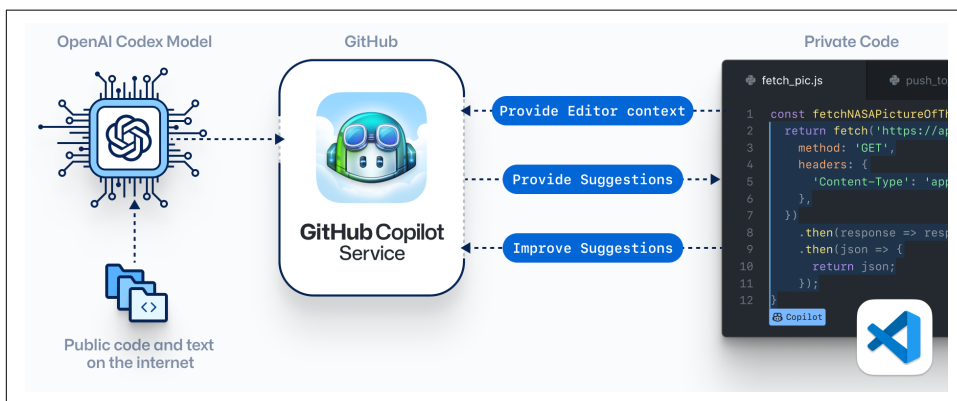 OpenAI Codex Model
GitHub
Private Code
fetch_pic.js
push_to
Provide Editor context
Provide Suggestions
Improve Suggestions
GitHub Copilot
Service
Public code and text
on the internet
1 const fetchNASAPictureOfTh
2 return fetch('https://ap
3 method: 'GET',
4 headers: {
5 'Content-Type': 'app
6 },
7 })
8 .then(response => resp
9 .then(json => {
10 return json;
11 });
12 }
Copilot